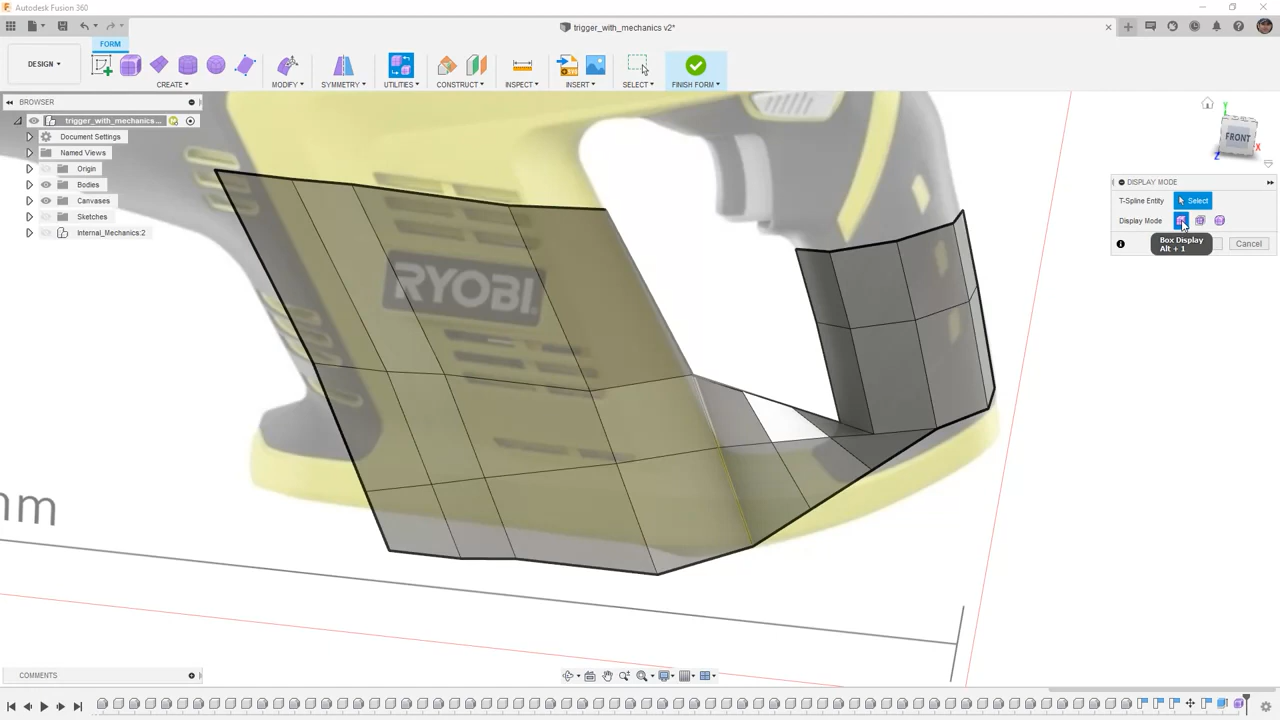 Autodesk Fusion 360
trigger_with_mechanics v2*
FORM
DESIGN
CREATE
MODIFY
SYMMETRY
UTILITIES
CONSTRUCT
INSPECT
INSERT
SELECT
FINISH FORM
BROWSER
trigger_with_mechanics...
Document Settings
Named Views
Origin
Bodies
Canvases
Sketches
Internal_Mechanics:2
RYOBI.
mm
Y
FRONT
X
Z
DISPLAY MODE
T-Spline Entity
Select
Display Mode
Box Display
Alt + 1
Cancel
COMMENTS